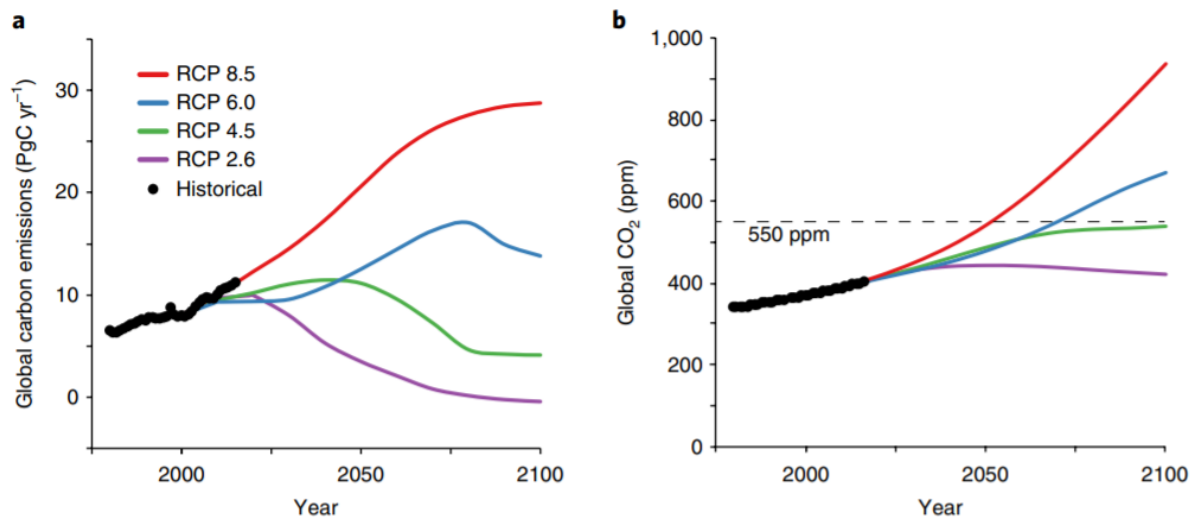 a
Global carbon emissions (PgC yr⁻¹)
30
20
10
0
RCP 8.5
RCP 6.0
RCP 4.5
RCP 2.6
Historical
2000 2050 2100
Year
b
Global CO₂ (ppm)
1,000
800
600
400
200
0
550 ppm
2000 2050 2100
Year